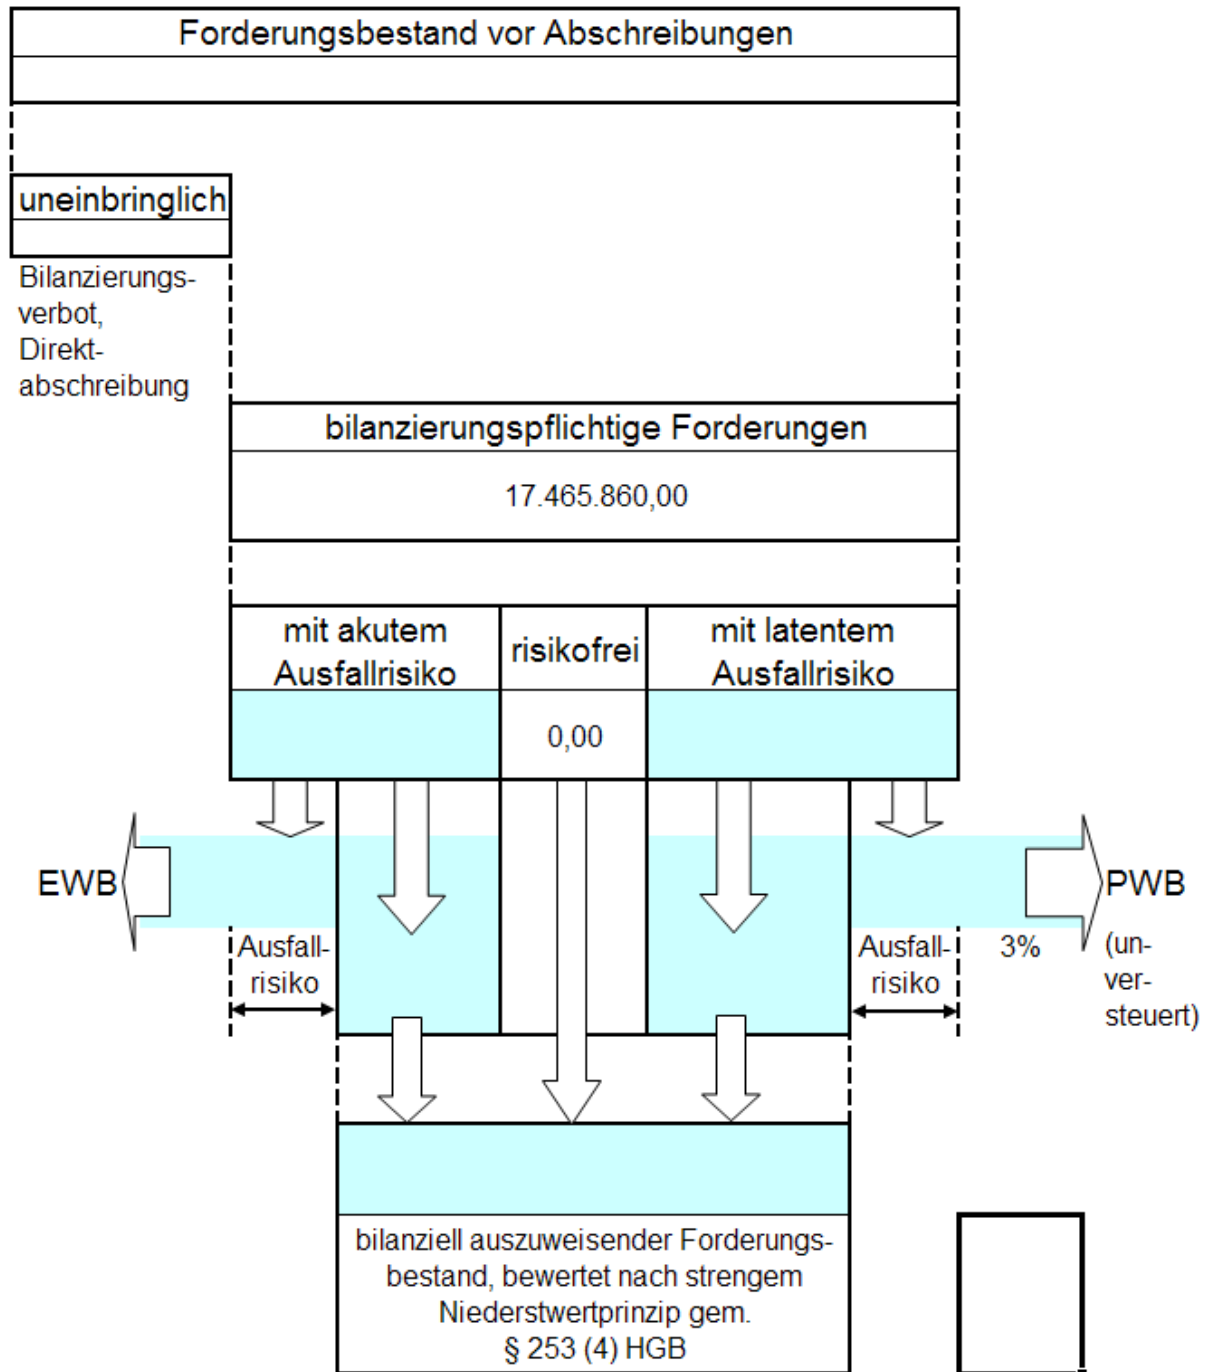 Forderungsbestand vor Abschreibungen
uneinbringlich
Bilanzierungs-
verbot,
Direkt-
abschreibung
bilanzierungspflichtige Forderungen
17.465.860,00
mit akutem
Ausfallrisiko
risikofrei
mit latentem
Ausfallrisiko
0,00
EWB
PWB
Ausfall-
risiko
Ausfall-
risiko
3%
(un-
ver-
steuert)
bilanziell auszuweisender Forderungs-
bestand, bewertet nach strengem
Niederstwertprinzip gem.
§ 253 (4) HGB